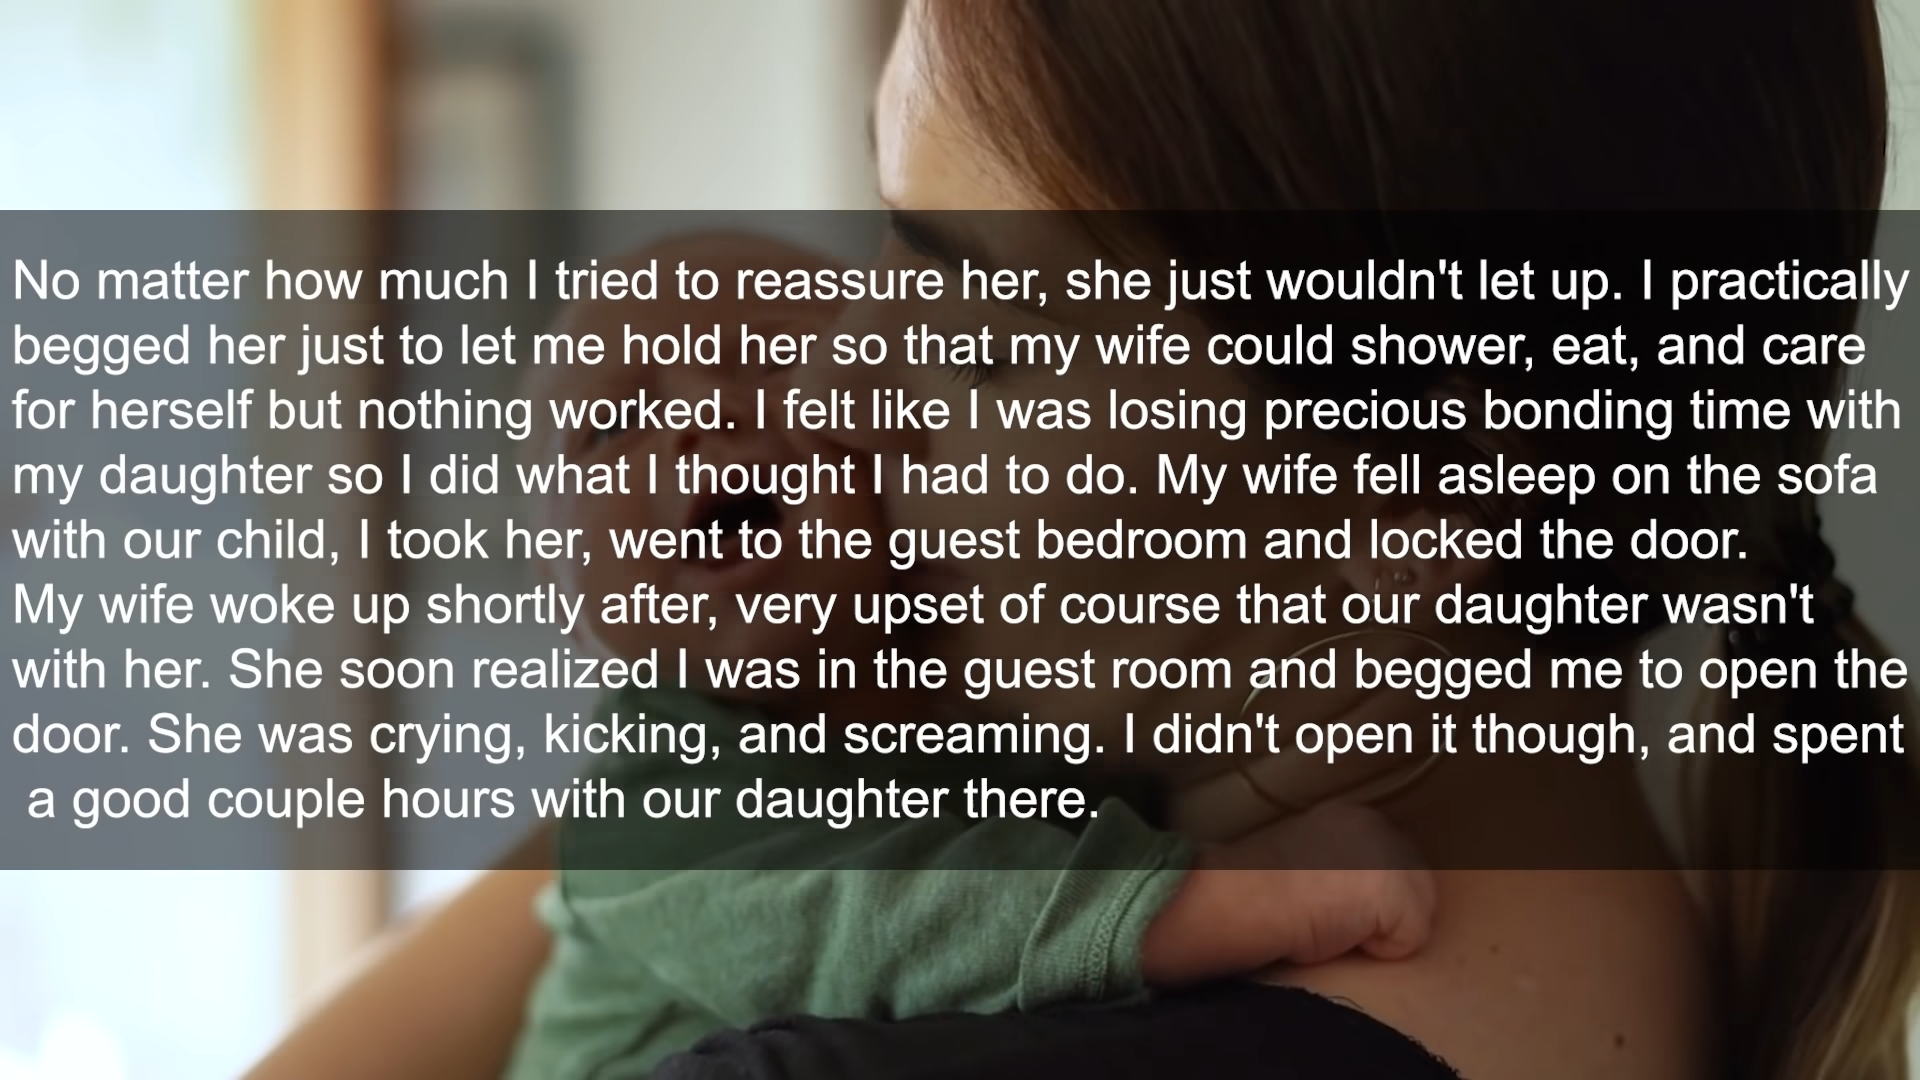 No matter how much I tried to reassure her, she just wouldn't let up. I practically
begged her just to let me hold her so that my wife could shower, eat, and care
for herself but nothing worked. I felt like I was losing precious bonding time with
my daughter so I did what I thought I had to do. My wife fell asleep on the sofa
with our child, I took her, went to the guest bedroom and locked the door.
My wife woke up shortly after, very upset of course that our daughter wasn't
with her. She soon realized I was in the guest room and begged me to open the
door. She was crying, kicking, and screaming. I didn't open it though, and spent
a good couple hours with our daughter there.